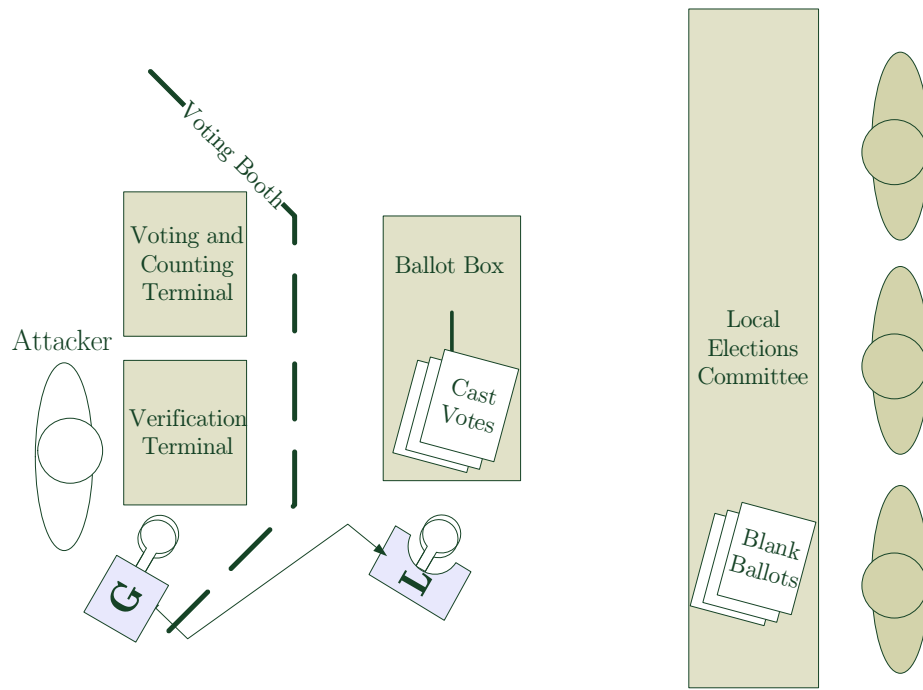 Voting Booth
Voting and
Counting
Terminal
Ballot Box
Attacker
Local
Elections
Committee
Cast
Votes
Verification
Terminal
Blank
Ballots
G
L